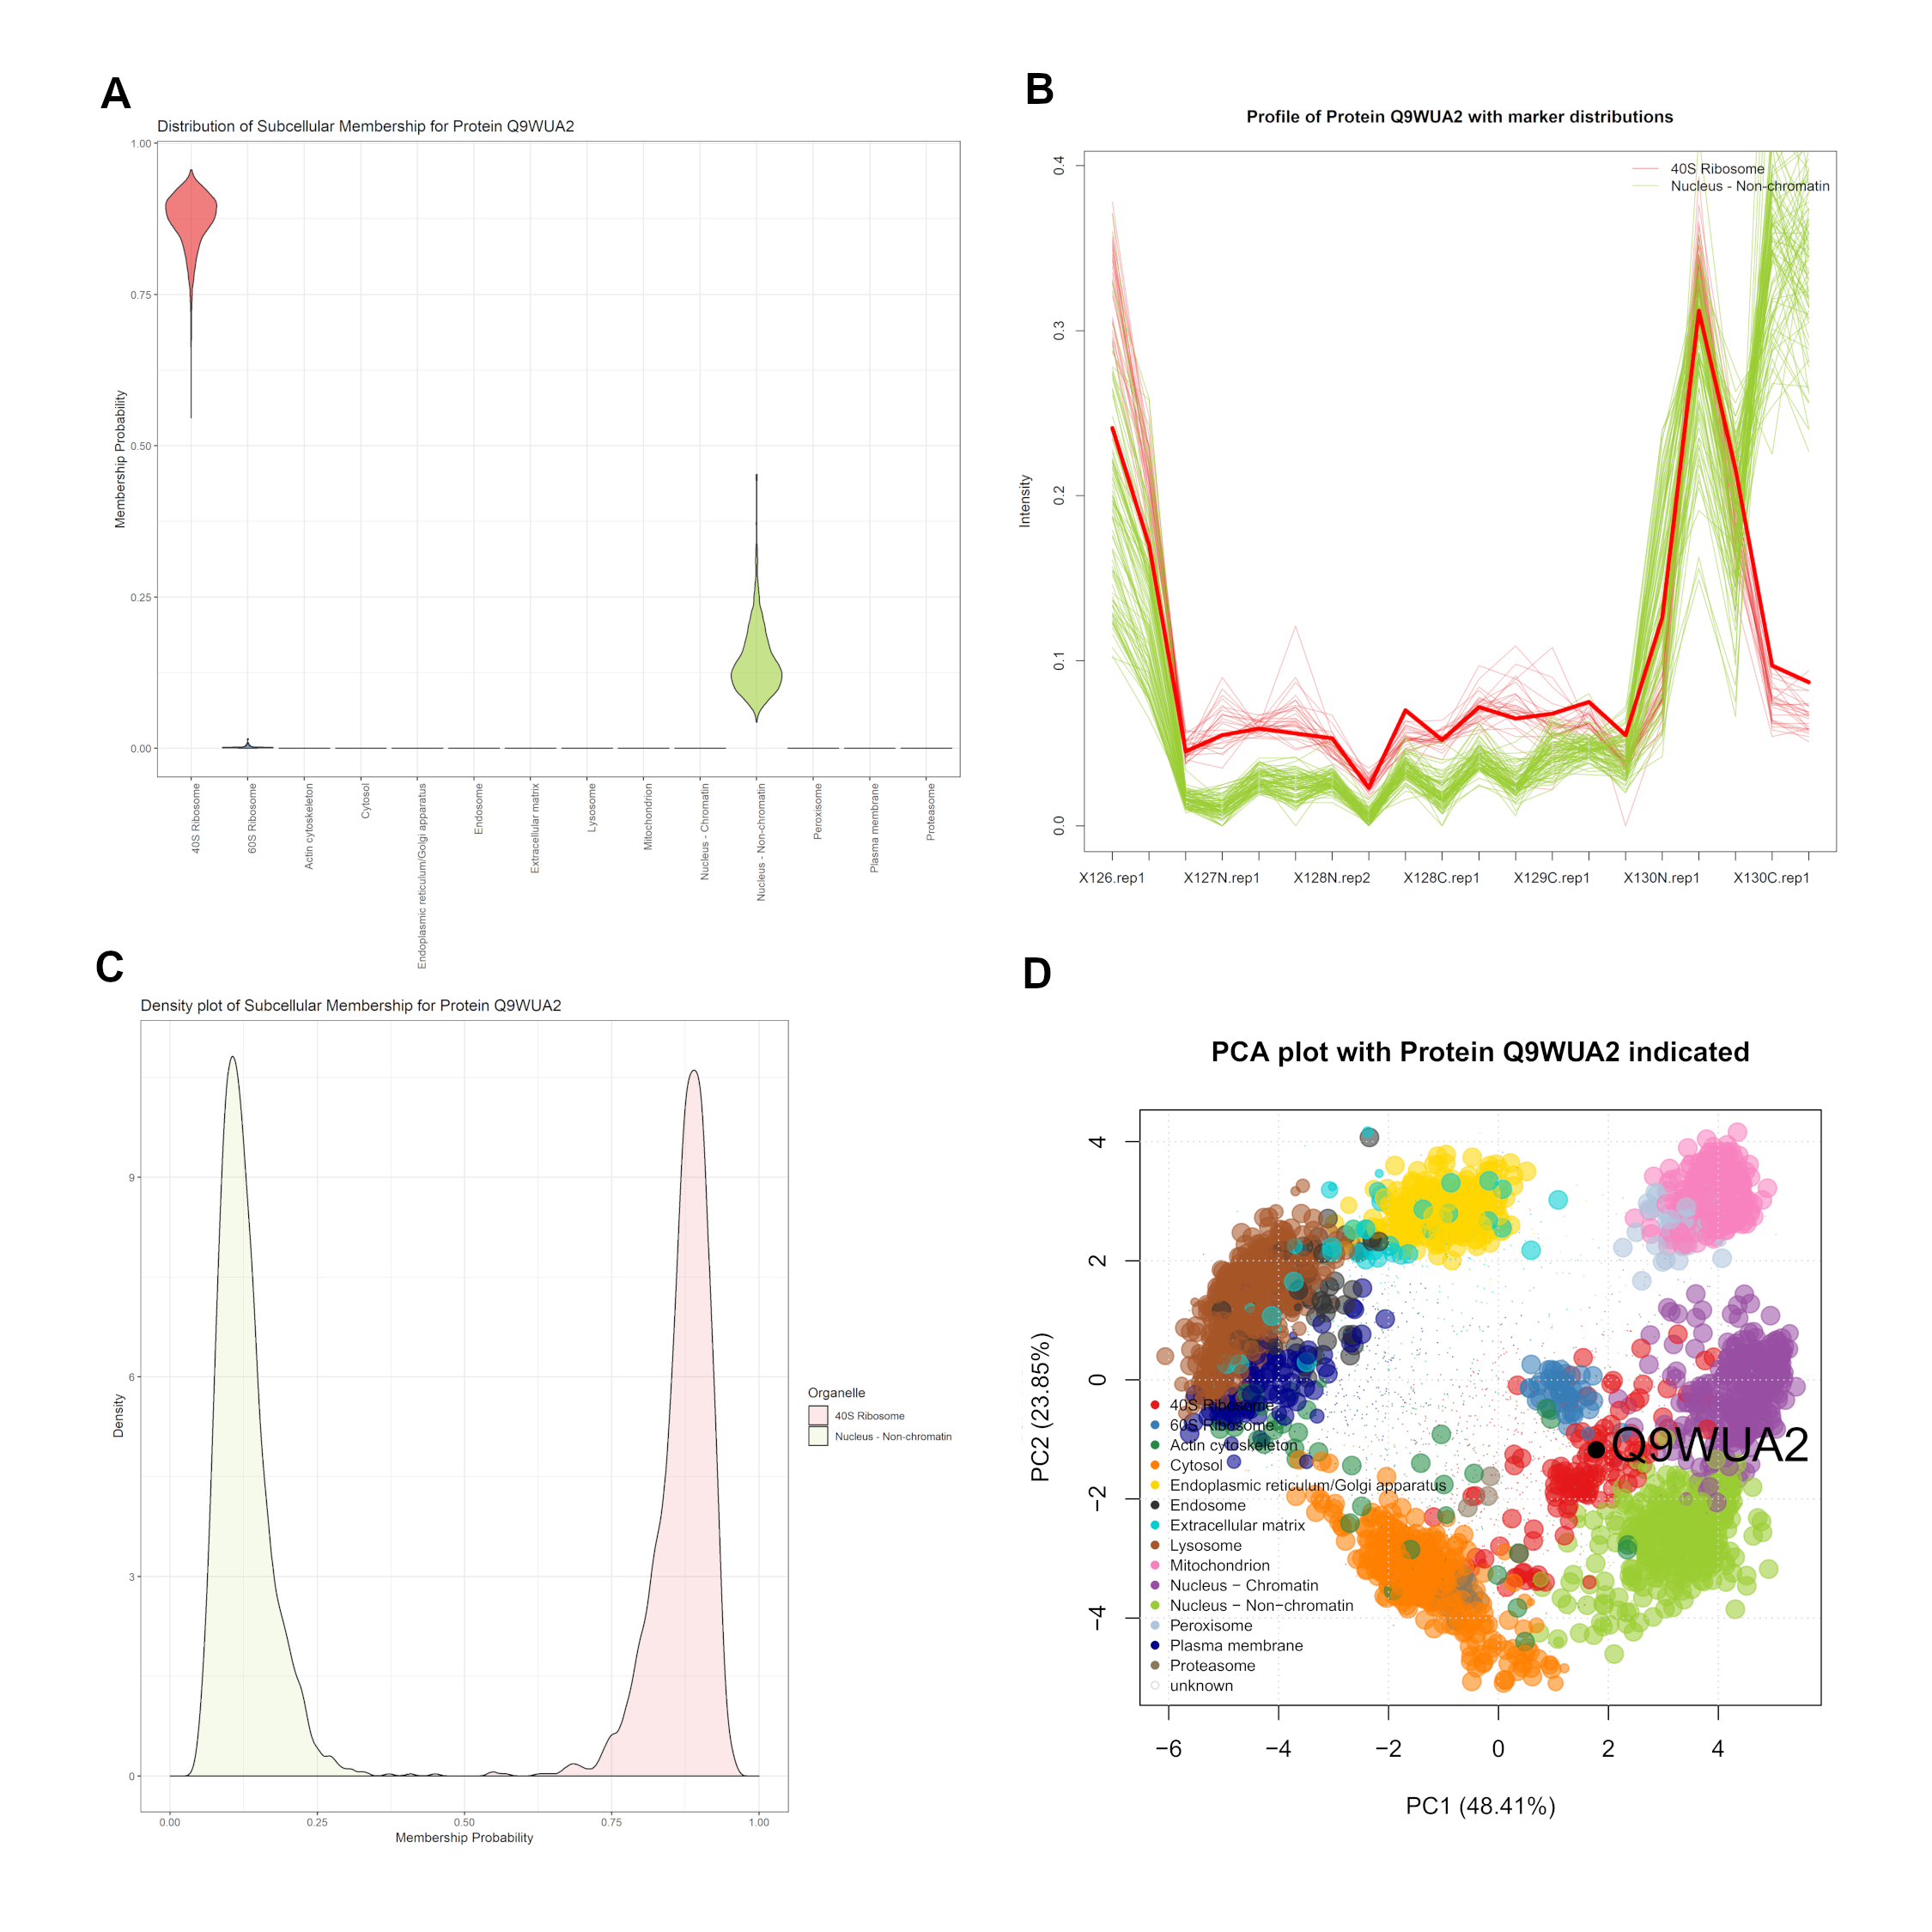 A
Distribution of Subcellular Membership for Protein Q9WUA2
Membership Probability
1.00
0.75
0.50
0.25
0.00
40S Ribosome
60S Ribosome
Actin cytoskeleton
Cytosol
Endoplasmic reticulum/Golgi apparatus
Endosome
Extracellular matrix
Lysosome
Mitochondrion
Nucleus - Chromatin
Nucleus - Non-chromatin
Peroxisome
Plasma membrane
Proteasome
B
Profile of Protein Q9WUA2 with marker distributions
Intensity
0.4
0.3
0.2
0.1
0.0
40S Ribosome
Nucleus - Non-chromatin
X126.rep1
X127N.rep1
X128N.rep2
X128C.rep1
X129C.rep1
X130N.rep1
X130C.rep1
C
Density plot of Subcellular Membership for Protein Q9WUA2
Density
9
6
3
0
0.00
0.25
0.50
0.75
1.00
Membership Probability
Organelle
40S Ribosome
Nucleus - Non-chromatin
D
PCA plot with Protein Q9WUA2 indicated
PC2 (23.85%)
4
2
0
−2
−4
Q9WUA2
40S Ribosome
60S Ribosome
Actin cytoskeleton
Cytosol
Endoplasmic reticulum/Golgi apparatus
Endosome
Extracellular matrix
Lysosome
Mitochondrion
Nucleus − Chromatin
Nucleus − Non−chromatin
Peroxisome
Plasma membrane
Proteasome
unknown
−6
−4
−2
0
2
4
PC1 (48.41%)